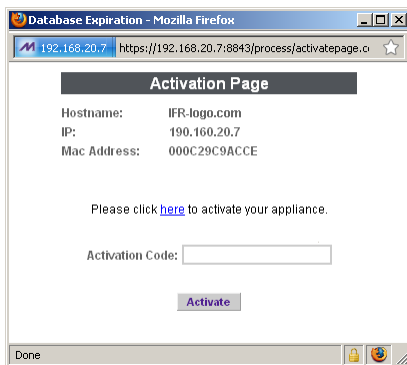 Database Expiration - Mozilla Firefox
192.168.20.7 https://192.168.20.7:8843/process/activatepage.c
Activation Page
Hostname: IFR-logo.com
IP: 190.160.20.7
Mac Address: 000C29C9ACCE
Please click here to activate your appliance.
Activation Code:
Activate
Done